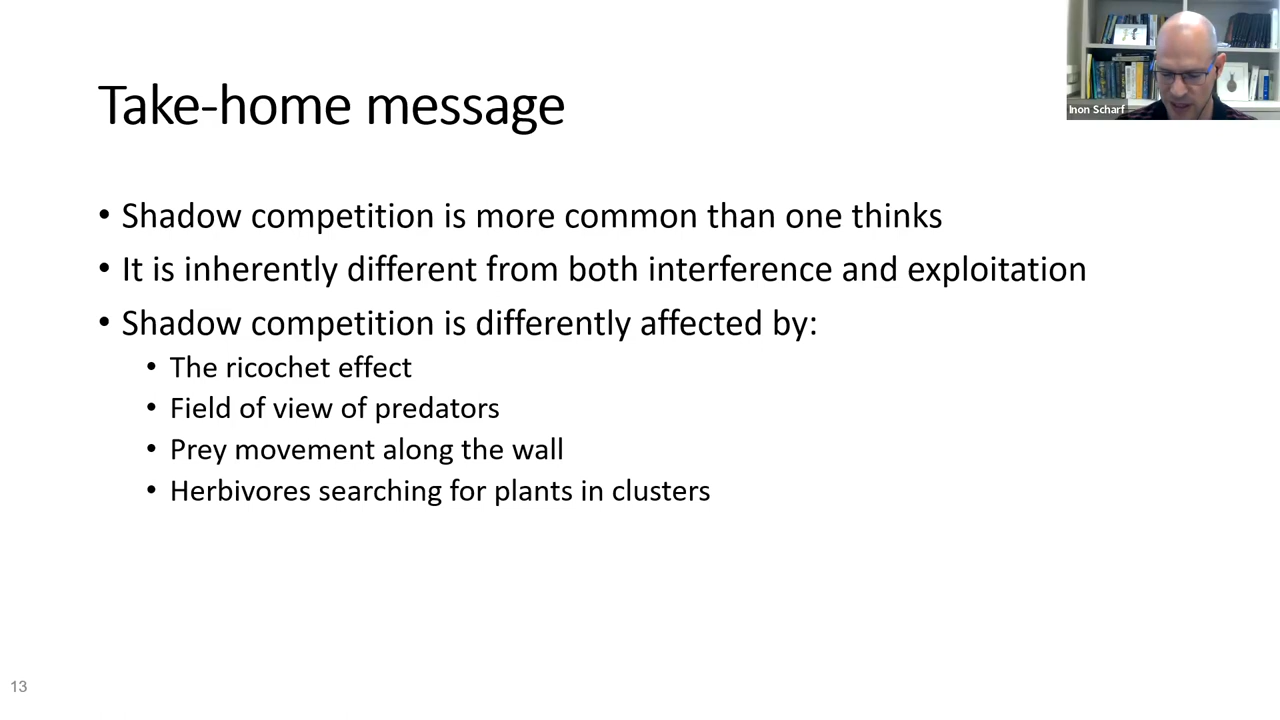 Take-home message
Inon Scharf
• Shadow competition is more common than one thinks
• It is inherently different from both interference and exploitation
• Shadow competition is differently affected by:
• The ricochet effect
• Field of view of predators
• Prey movement along the wall
• Herbivores searching for plants in clusters
13